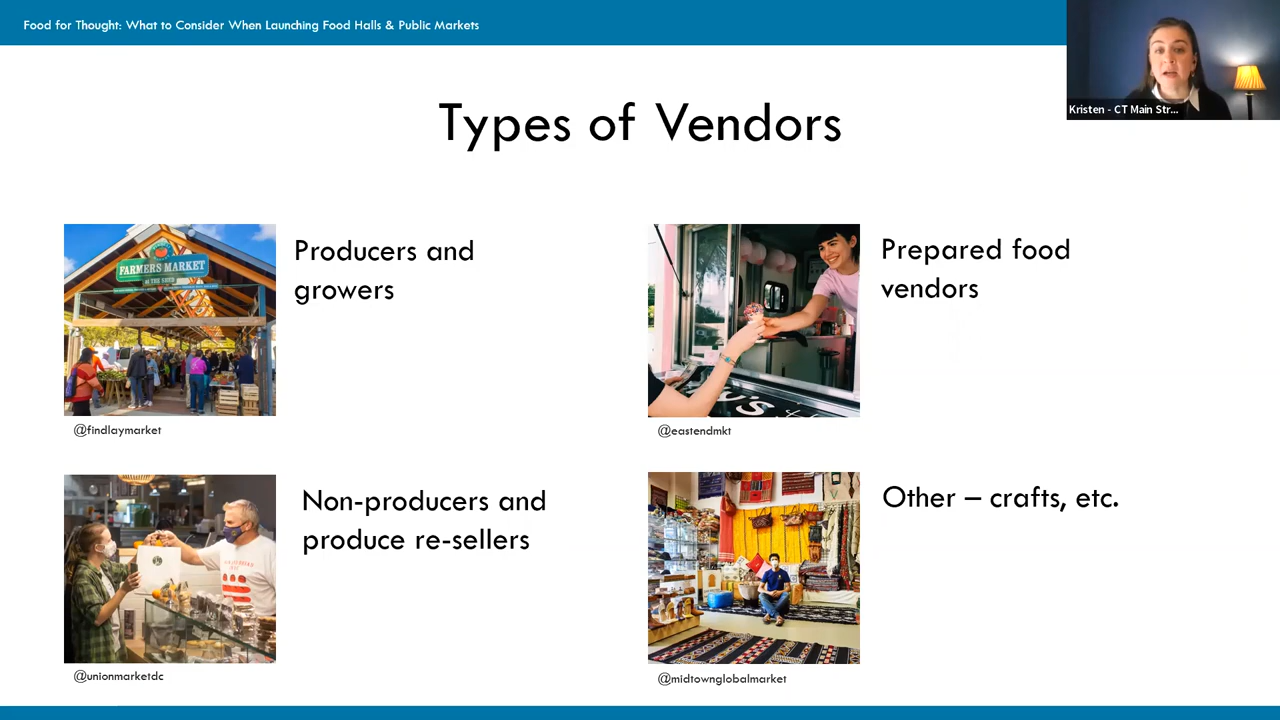 Food for Thought: What to Consider When Launching Food Halls & Public Markets
Kristen - CT Main Str...
Types of Vendors
FARMERS MARKET
Producers and
growers
@findlaymarket
Prepared food
vendors
@eastendmkt
Non-producers and
produce re-sellers
@unionmarketdc
Other – crafts, etc.
@midtownglobalmarket